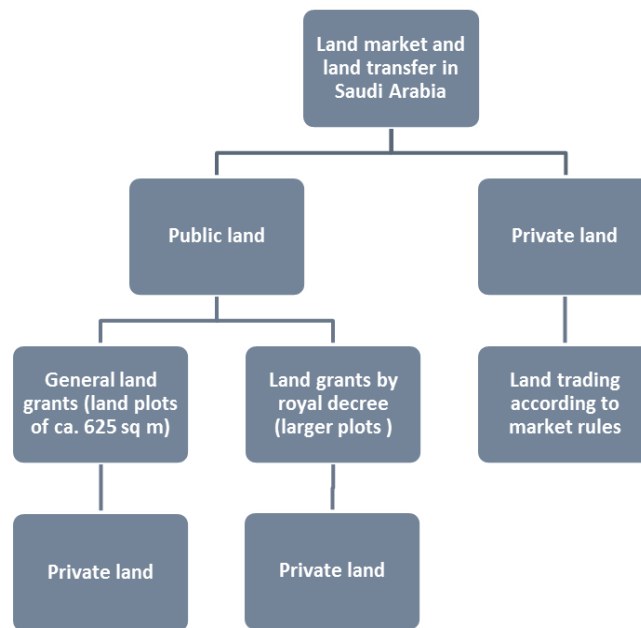 Land market and
land transfer in
Saudi Arabia
Public land
Private land
General land
grants (land plots
of ca. 625 sq m)
Land grants by
royal decree
(larger plots )
Land trading
according to
market rules
Private land
Private land